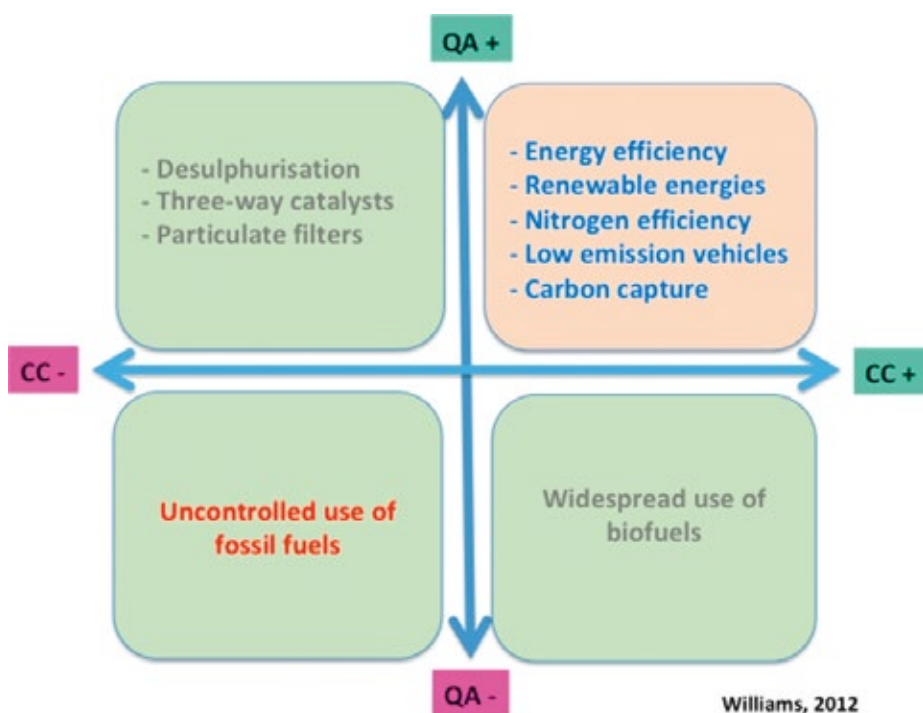 QA +
- Desulphurisation
- Three-way catalysts
- Particulate filters
- Energy efficiency
- Renewable energies
- Nitrogen efficiency
- Low emission vehicles
- Carbon capture
CC -
CC +
Uncontrolled use of
fossil fuels
Widespread use of
biofuels
QA -
Williams, 2012